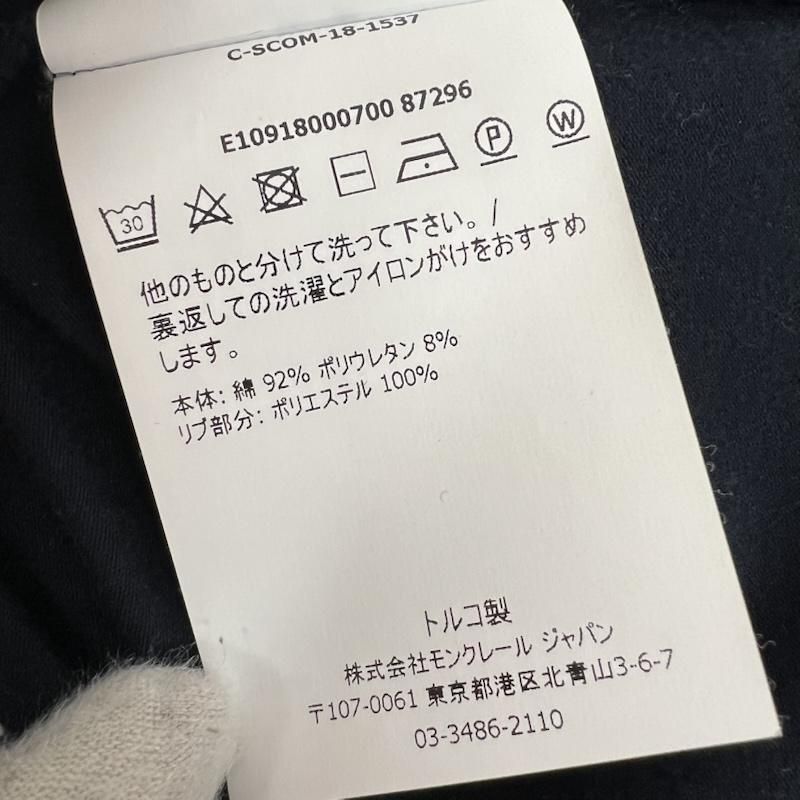 C-SCOM-18-1537
E10918000700 87296
30 P W
他のものと分けて洗って下さい。/
裏返しての洗濯とアイロンがけをおすすめ
します。
本体: 綿 92% ポリウレタン 8%
リブ部分: ポリエステル 100%
トルコ製
株式会社モンクレール ジャパン
〒107-0061 東京都港区北青山3-6-7
03-3486-2110